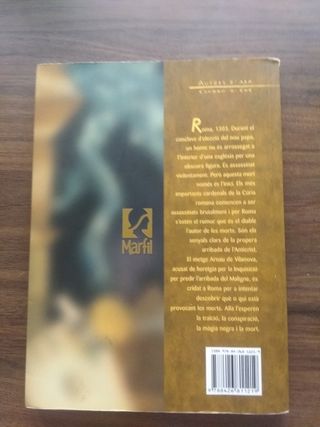 AUTORS D'ARA
Roma, 1303. Durant el
conclave d'elecció del nou papa,
un home no és arrossegat a
l'interior d'una església per una
obscura figura. És assassinat
violentament. Però aquesta mort
només és l'inici. Els més
importants cardenals de la Cúria
romana comencen a ser
assassinats brutalment i per Roma
s'estén el rumor que és el diable
l'autor de les morts. Són els
senyals clars de la propera
arribada de l'Anticrist.
El metge Arnau de Vilanova,
acusat de heretgia per la Inquisició
per predir l'arribada del Maligne, és
cridat a Roma per a intentar
descobrir què o qui està
provocant les morts. Allà l'esperen
la traïció, la conspiració,
la màgia negra i la mort.
Marfil